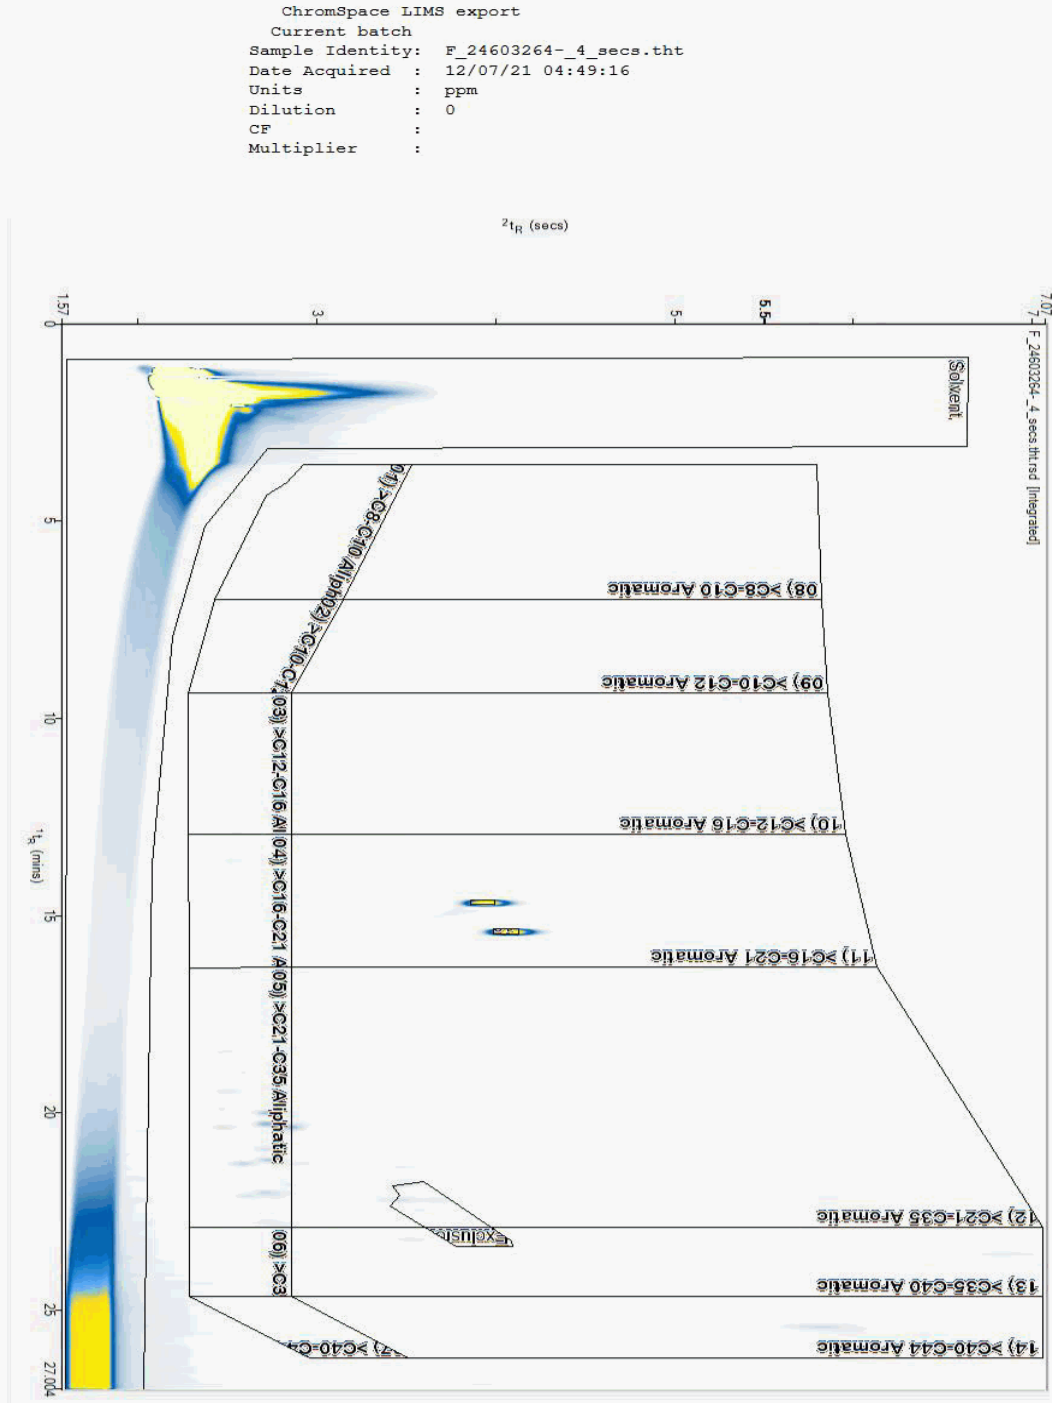 ChromSpace LIMS export
Current batch
Sample Identity: F_24603264-_4_secs.tht
Date Acquired : 12/07/21 04:49:16
Units : ppm
Dilution : 0
CF :
Multiplier :
2tR (secs)
1.57
3
5
5.5
7
7.07
F_24603264-_4_secs.tht.rsd [Integrated]
0
5
10
15
20
25
27.004
1tR (mins)
Solvent,
01) >C8-C10 Aliph
02) >C10-C1
03) >C12-C16 Al
04) >C16-C21 A
05) >C21-C35 Aliphatic
06) >C3
7) >C40-C4
08) >C8-C10 Aromatic
09) >C10-C12 Aromatic
10) >C12-C16 Aromatic
11) >C16-C21 Aromatic
12) >C21-C35 Aromatic
Exclusi
13) >C35-C40 Aromatic
14) >C40-C44 Aromatic